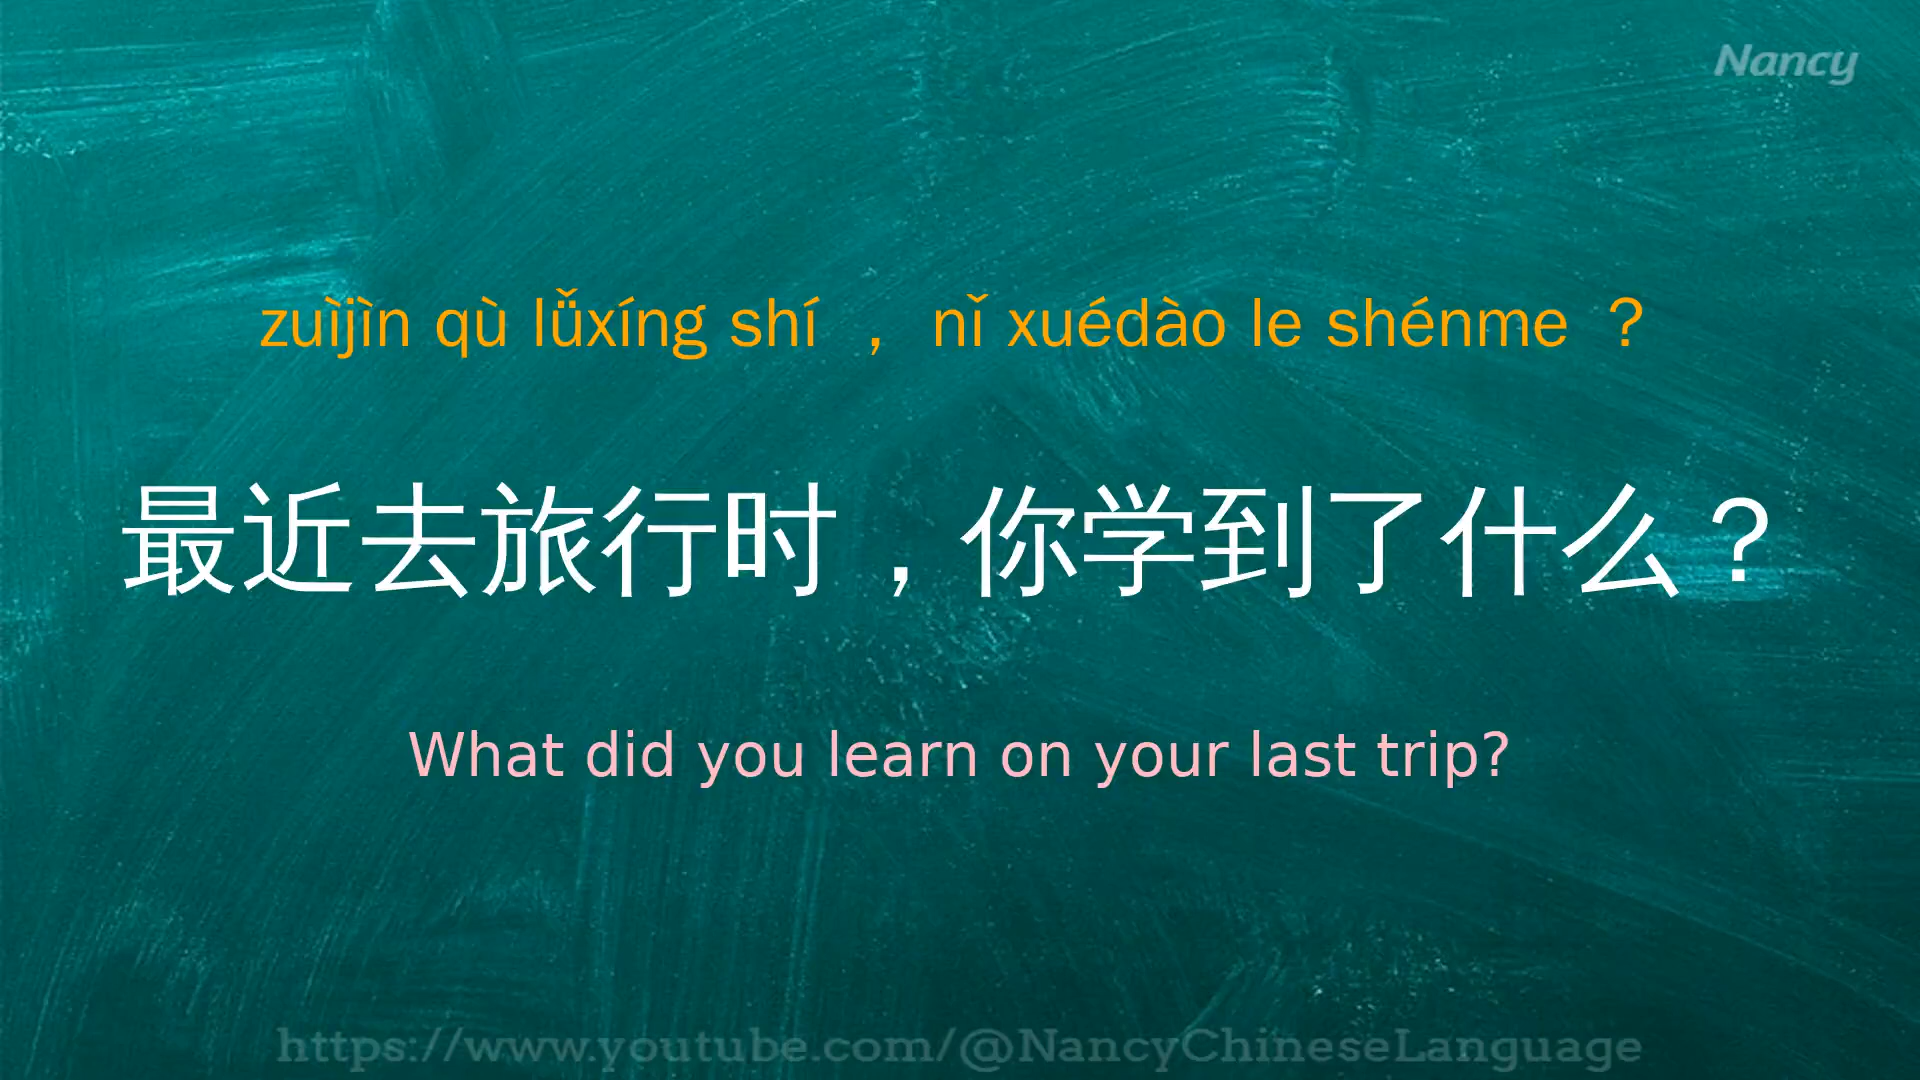 Nancy
zuìjìn qù lǚxíng shí ， nǐ xuédào le shénme ？
最近去旅行时，你学到了什么？
What did you learn on your last trip?
https://www.youtube.com/@NancyChineseLanguage